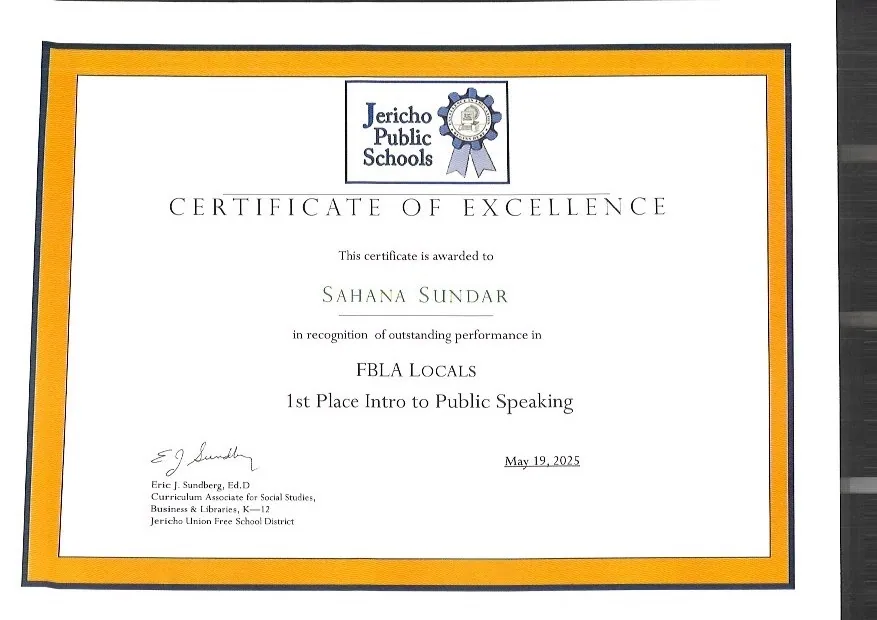 Jericho
Public
Schools
CERTIFICATE OF EXCELLENCE
This certificate is awarded to
SAHANA SUNDAR
in recognition of outstanding performance in
FBLA LOCALS
1st Place Intro to Public Speaking
E J Sundberg
May 19, 2025
Eric J. Sundberg, Ed.D
Curriculum Associate for Social Studies,
Business & Libraries, K—12
Jericho Union Free School District